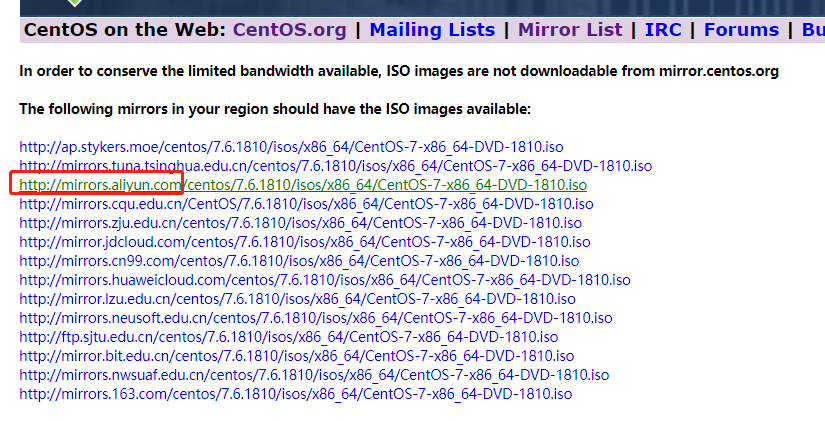 CentOS on the Web: CentOS.org | Mailing Lists | Mirror List | IRC | Forums | Bu
In order to conserve the limited bandwidth available, ISO images are not downloadable from mirror.centos.org
The following mirrors in your region should have the ISO images available:
http://ap.stykers.moe/centos/7.6.1810/isos/x86_64/CentOS-7-x86_64-DVD-1810.iso
http://mirrors.tuna.tsinghua.edu.cn/centos/7.6.1810/isos/x86_64/CentOS-7-x86_64-DVD-1810.iso
http://mirrors.aliyun.com/centos/7.6.1810/isos/x86_64/CentOS-7-x86_64-DVD-1810.iso
http://mirrors.cqu.edu.cn/CentOS/7.6.1810/isos/x86_64/CentOS-7-x86_64-DVD-1810.iso
http://mirrors.zju.edu.cn/centos/7.6.1810/isos/x86_64/CentOS-7-x86_64-DVD-1810.iso
http://mirror.jdcloud.com/centos/7.6.1810/isos/x86_64/CentOS-7-x86_64-DVD-1810.iso
http://mirrors.cn99.com/centos/7.6.1810/isos/x86_64/CentOS-7-x86_64-DVD-1810.iso
http://mirrors.huaweicloud.com/centos/7.6.1810/isos/x86_64/CentOS-7-x86_64-DVD-1810.iso
http://mirror.lzu.edu.cn/centos/7.6.1810/isos/x86_64/CentOS-7-x86_64-DVD-1810.iso
http://mirrors.neusoft.edu.cn/centos/7.6.1810/isos/x86_64/CentOS-7-x86_64-DVD-1810.iso
http://ftp.sjtu.edu.cn/centos/7.6.1810/isos/x86_64/CentOS-7-x86_64-DVD-1810.iso
http://mirror.bit.edu.cn/centos/7.6.1810/isos/x86_64/CentOS-7-x86_64-DVD-1810.iso
http://mirrors.nwsuaf.edu.cn/centos/7.6.1810/isos/x86_64/CentOS-7-x86_64-DVD-1810.iso
http://mirrors.163.com/centos/7.6.1810/isos/x86_64/CentOS-7-x86_64-DVD-1810.iso